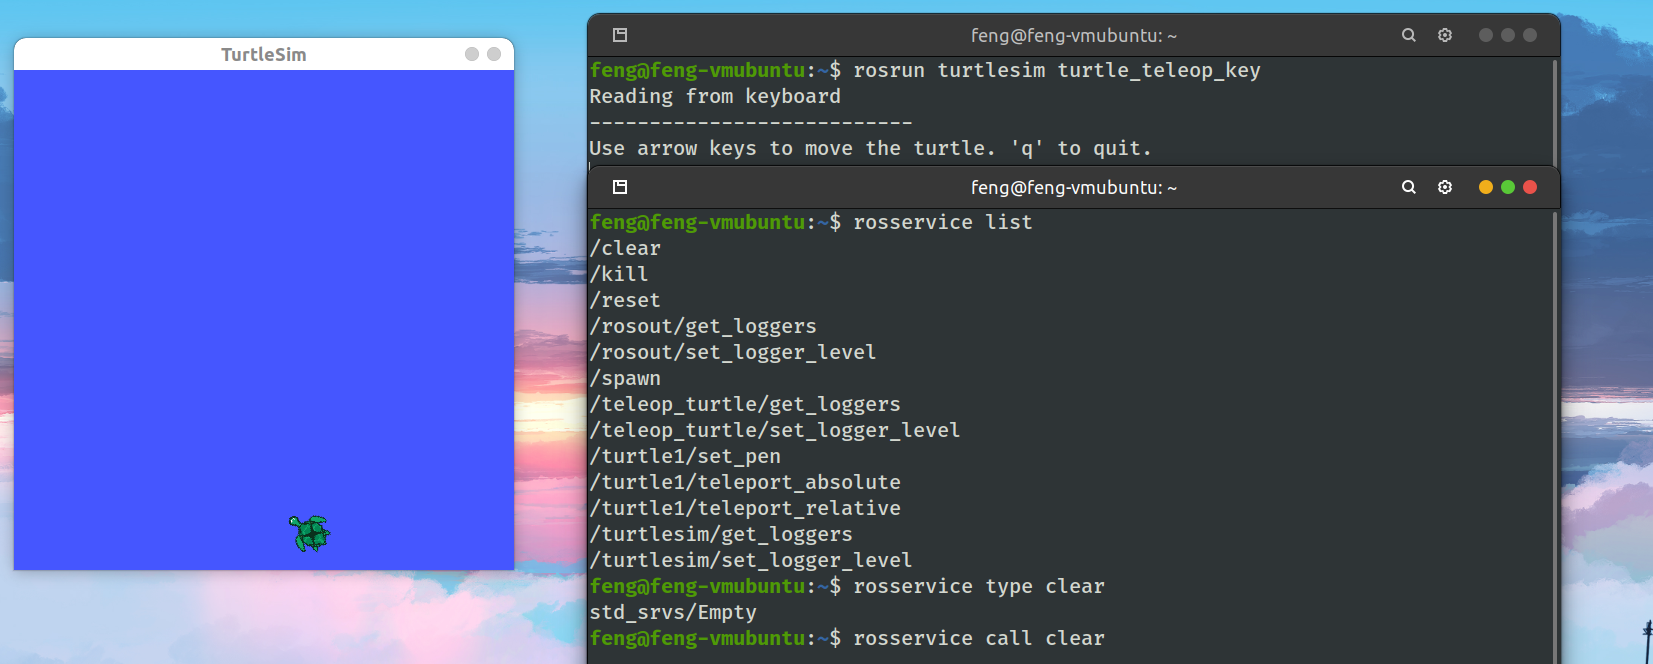 TurtleSim
feng@feng-vmubuntu: ~
feng@feng-vmubuntu:~$ rosrun turtlesim turtle_teleop_key
Reading from keyboard
---------------------------
Use arrow keys to move the turtle. 'q' to quit.
feng@feng-vmubuntu: ~
feng@feng-vmubuntu:~$ rosservice list
/clear
/kill
/reset
/rosout/get_loggers
/rosout/set_logger_level
/spawn
/teleop_turtle/get_loggers
/teleop_turtle/set_logger_level
/turtle1/set_pen
/turtle1/teleport_absolute
/turtle1/teleport_relative
/turtlesim/get_loggers
/turtlesim/set_logger_level
feng@feng-vmubuntu:~$ rosservice type clear
std_srvs/Empty
feng@feng-vmubuntu:~$ rosservice call clear